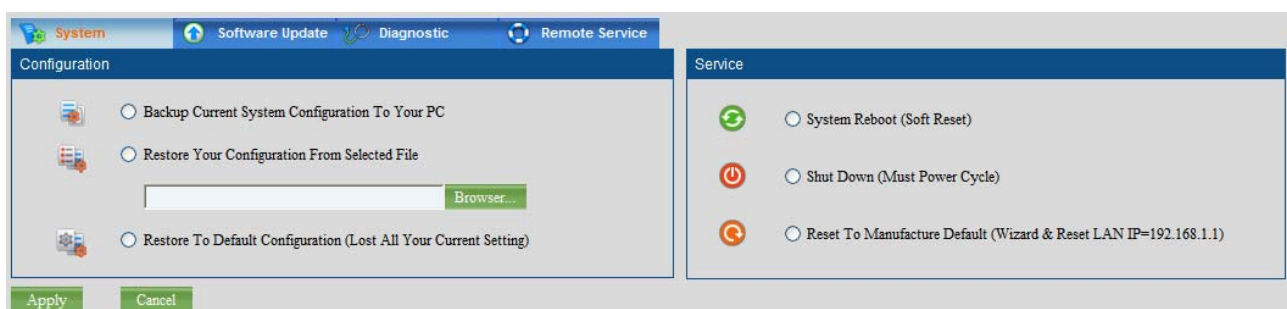 System Software Update Diagnostic Remote Service
Configuration
Backup Current System Configuration To Your PC
Restore Your Configuration From Selected File
Browser...
Restore To Default Configuration (Lost All Your Current Setting)
Service
System Reboot (Soft Reset)
Shut Down (Must Power Cycle)
Reset To Manufacture Default (Wizard & Reset LAN IP=192.168.1.1)
Apply Cancel